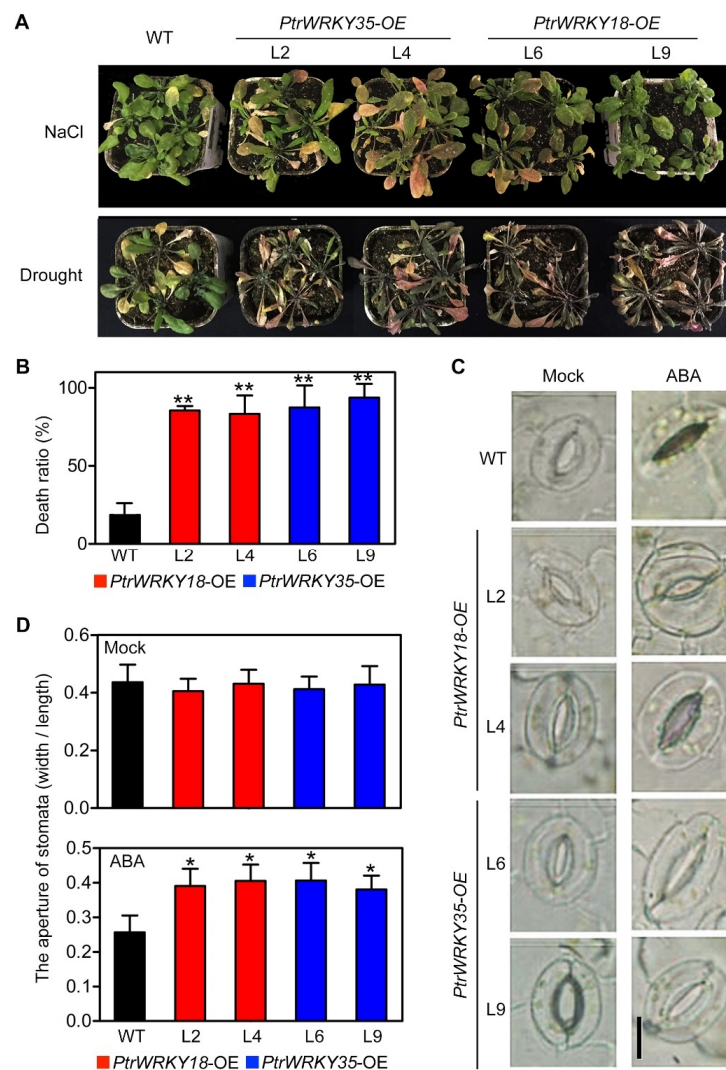 A
WT
PtrWRKY35-OE
PtrWRKY18-OE
L2 L4 L6 L9
NaCl
Drought
B
Death ratio (%)
100
50
0
** ** ** **
WT L2 L4 L6 L9
PtrWRKY18-OE PtrWRKY35-OE
C
Mock ABA
WT
PtrWRKY18-OE
L2
L4
PtrWRKY35-OE
L6
L9
D
The aperture of stomata (width / length)
Mock
0.6
0.4
0.2
0.0
ABA
0.5
0.4
0.3
0.2
0.1
0.0
* * * *
WT L2 L4 L6 L9
PtrWRKY18-OE PtrWRKY35-OE